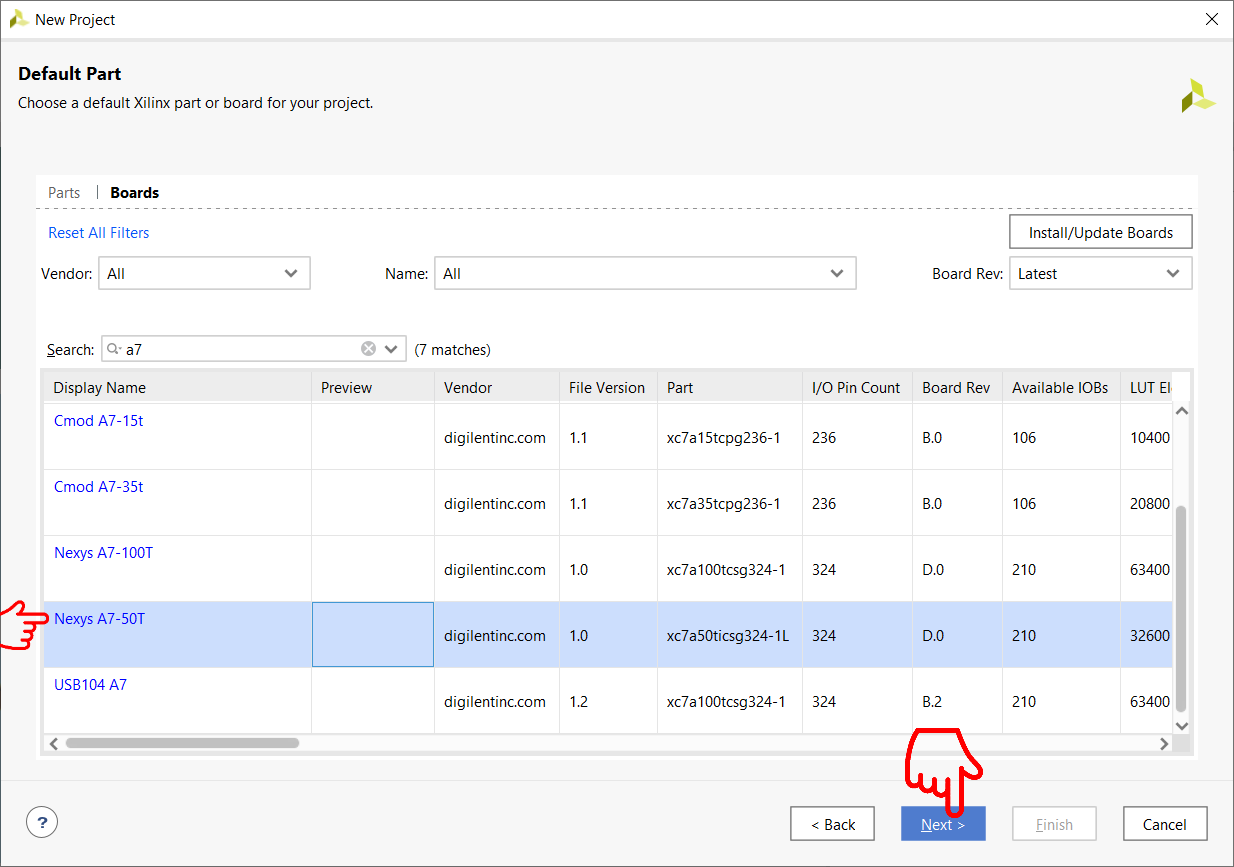 New Project
Default Part
Choose a default Xilinx part or board for your project.
Parts | Boards
Reset All Filters
Install/Update Boards
Vendor: All Name: All Board Rev: Latest
Search: a7 (7 matches)
Display Name Preview Vendor File Version Part I/O Pin Count Board Rev Available IOBs LUT El
Cmod A7-15t digilentinc.com 1.1 xc7a15tcpg236-1 236 B.0 106 10400
Cmod A7-35t digilentinc.com 1.1 xc7a35tcpg236-1 236 B.0 106 20800
Nexys A7-100T digilentinc.com 1.0 xc7a100tcsg324-1 324 D.0 210 63400
Nexys A7-50T digilentinc.com 1.0 xc7a50ticsg324-1L 324 D.0 210 32600
USB104 A7 digilentinc.com 1.2 xc7a100tcsg324-1 324 B.2 210 63400
? < Back Next > Finish Cancel